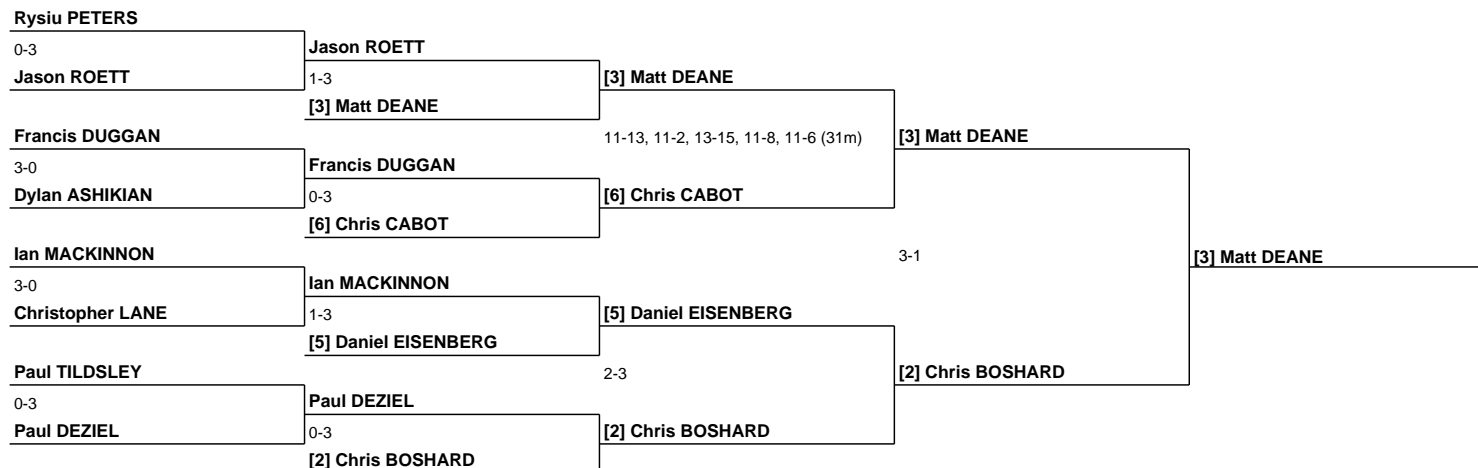 Rysiu PETERS
0-3
Jason ROETT
Jason ROETT
1-3
[3] Matt DEANE
[3] Matt DEANE
Francis DUGGAN
11-13, 11-2, 13-15, 11-8, 11-6 (31m)
[3] Matt DEANE
3-0
Francis DUGGAN
Dylan ASHIKIAN
0-3
[6] Chris CABOT
[6] Chris CABOT
Ian MACKINNON
3-1
[3] Matt DEANE
3-0
Ian MACKINNON
Christopher LANE
1-3
[5] Daniel EISENBERG
[5] Daniel EISENBERG
Paul TILDSLEY
2-3
[2] Chris BOSHARD
0-3
Paul DEZIEL
Paul DEZIEL
0-3
[2] Chris BOSHARD
[2] Chris BOSHARD